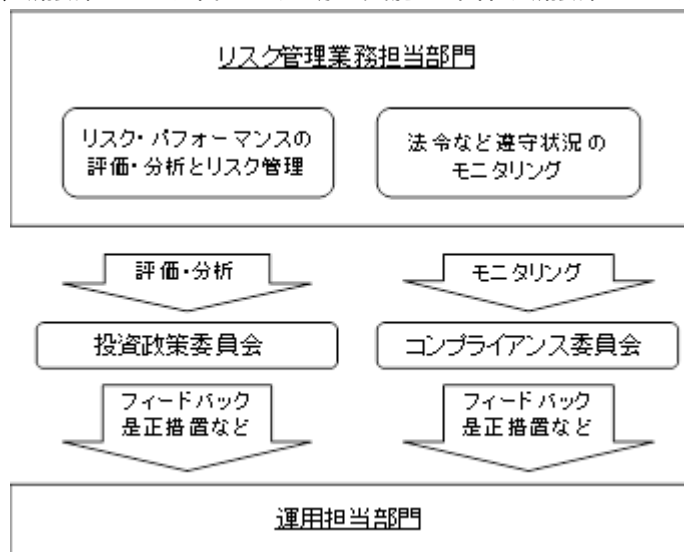 リスク管理業務担当部門
リスク・パフォーマンスの
評価・分析とリスク管理
法令など遵守状況の
モニタリング
評価・分析
モニタリング
投資政策委員会
コンプライアンス委員会
フィードバック
是正措置など
フィードバック
是正措置など
運用担当部門